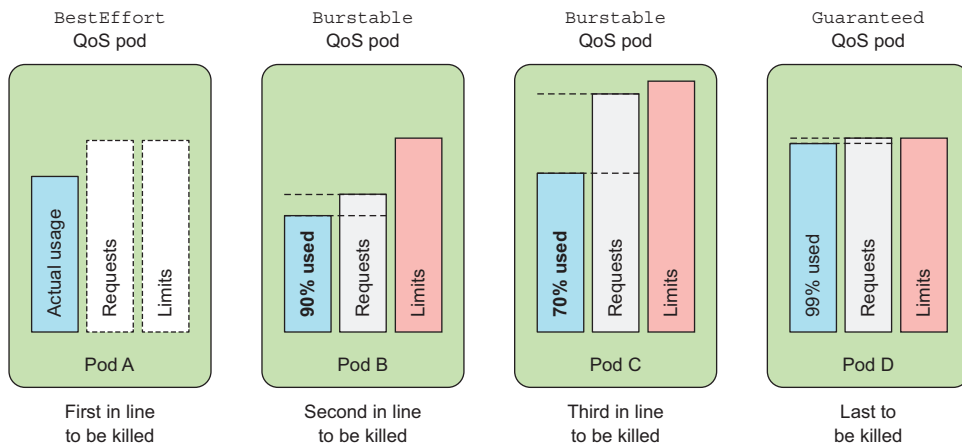 BestEffort
QoS pod
Actual usage
Requests
Limits
Pod A
First in line
to be killed
Burstable
QoS pod
90% used
Requests
Limits
Pod B
Second in line
to be killed
Burstable
QoS pod
70% used
Requests
Limits
Pod C
Third in line
to be killed
Guaranteed
QoS pod
99% used
Requests
Limits
Pod D
Last to
be killed